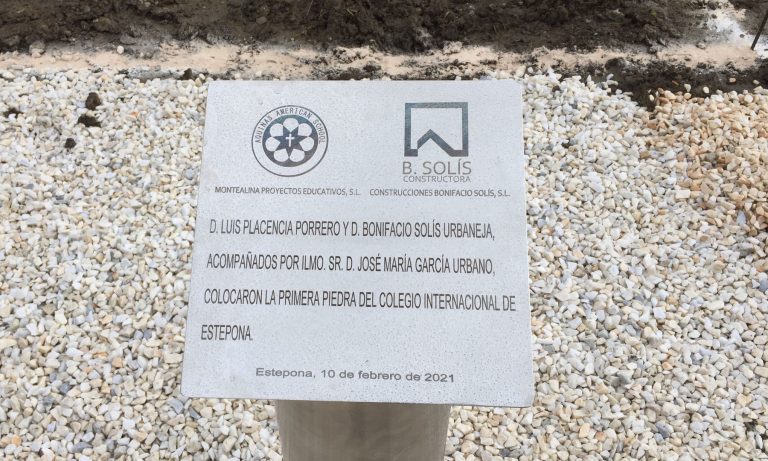 AQUINAS AMERICAN SCHOOL
B. SOLÍS
CONSTRUCTORA
MONTEALINA PROYECTOS EDUCATIVOS, S.L.
CONSTRUCCIONES BONIFACIO SOLÍS, S.L.
D. LUIS PLACENCIA PORRERO Y D. BONIFACIO SOLÍS URBANEJA,
ACOMPAÑADOS POR ILMO. SR. D. JOSÉ MARÍA GARCÍA URBANO,
COLOCARON LA PRIMERA PIEDRA DEL COLEGIO INTERNACIONAL DE
ESTEPONA.
Estepona, 10 de febrero de 2021